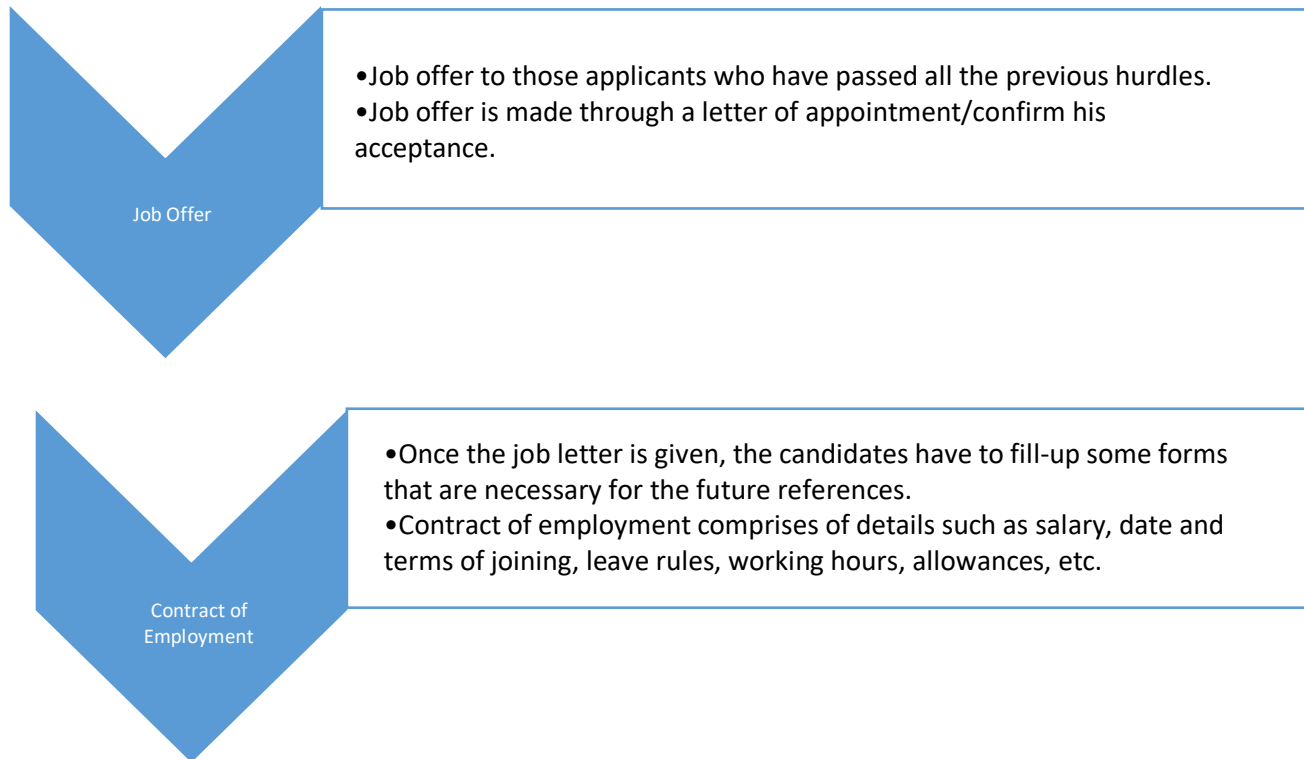 •Job offer to those applicants who have passed all the previous hurdles.
•Job offer is made through a letter of appointment/confirm his
acceptance.
Job Offer
•Once the job letter is given, the candidates have to fill-up some forms
that are necessary for the future references.
•Contract of employment comprises of details such as salary, date and
terms of joining, leave rules, working hours, allowances, etc.
Contract of
Employment